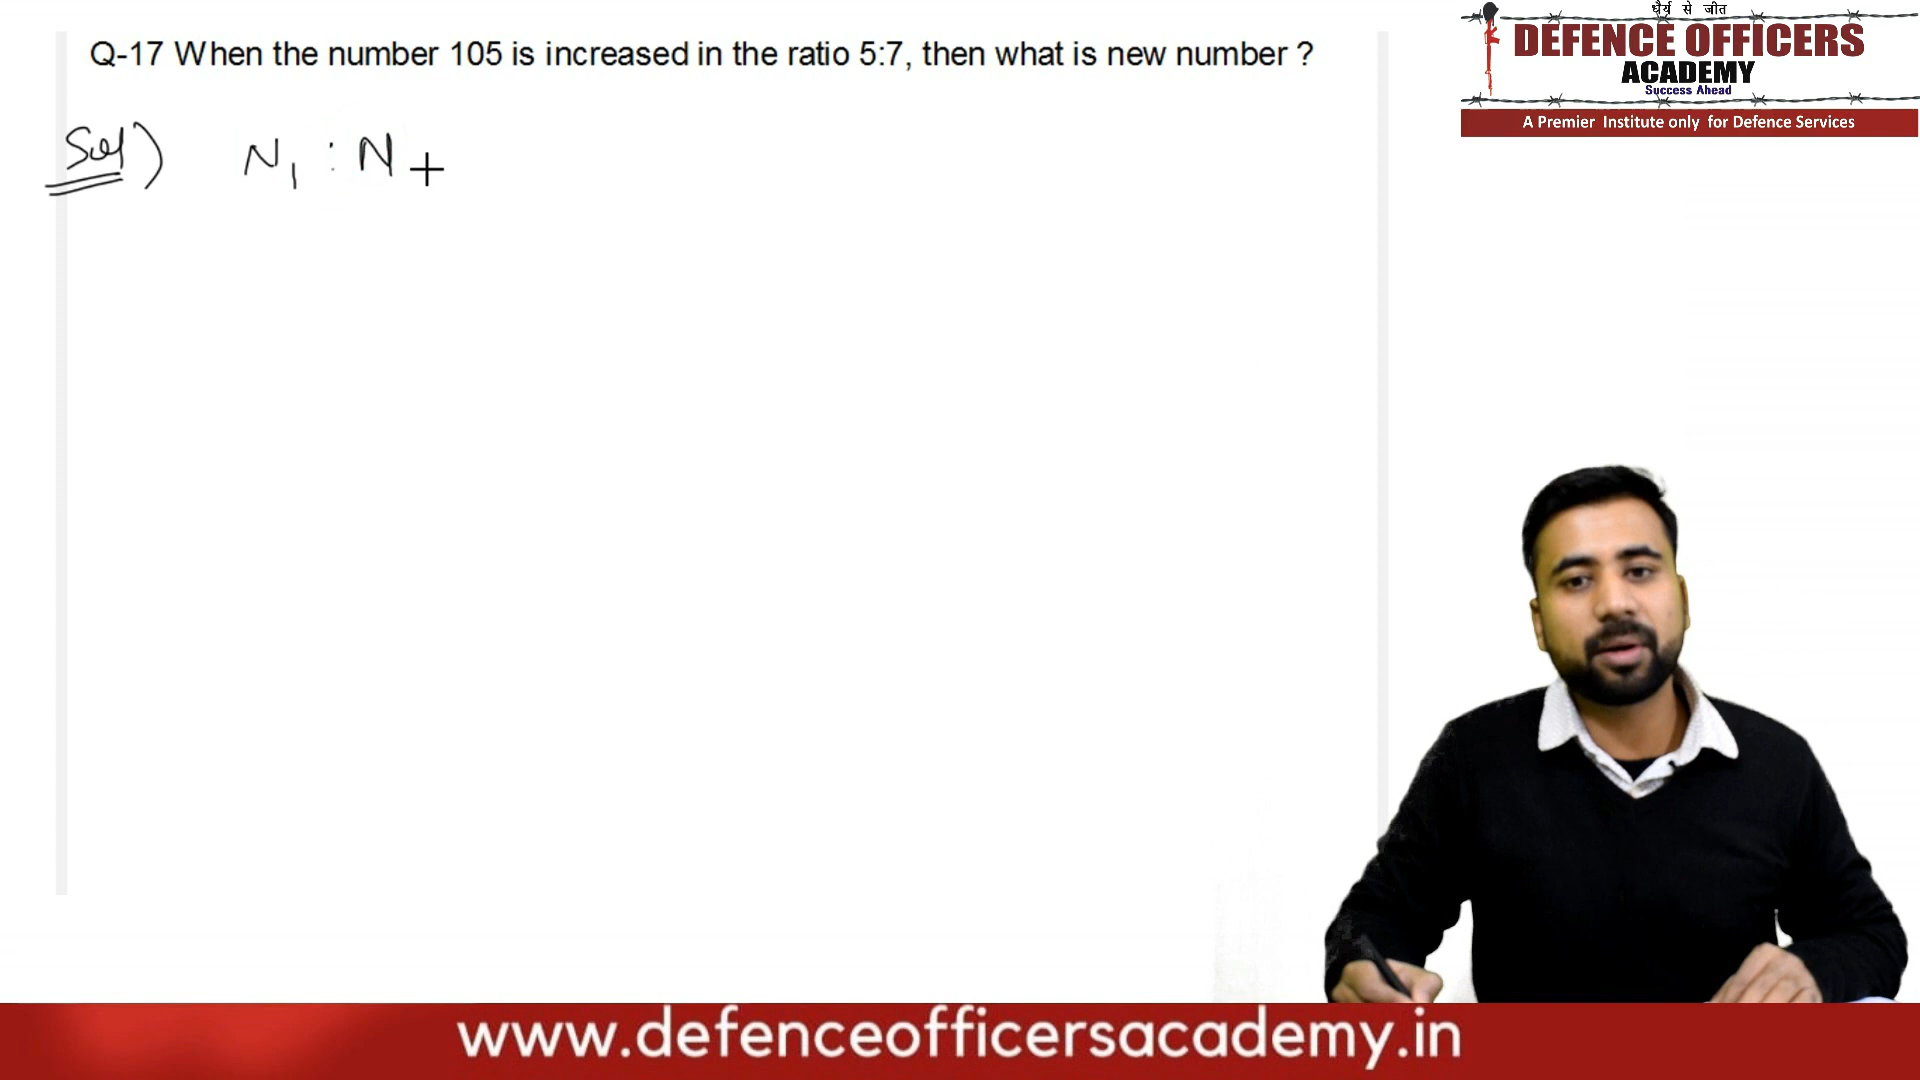 धैर्य से जीत
DEFENCE OFFICERS
ACADEMY
Success Ahead
A Premier Institute only for Defence Services
Q-17 When the number 105 is increased in the ratio 5:7, then what is new number ?
Sol) N₁ : N
www.defenceofficersacademy.in